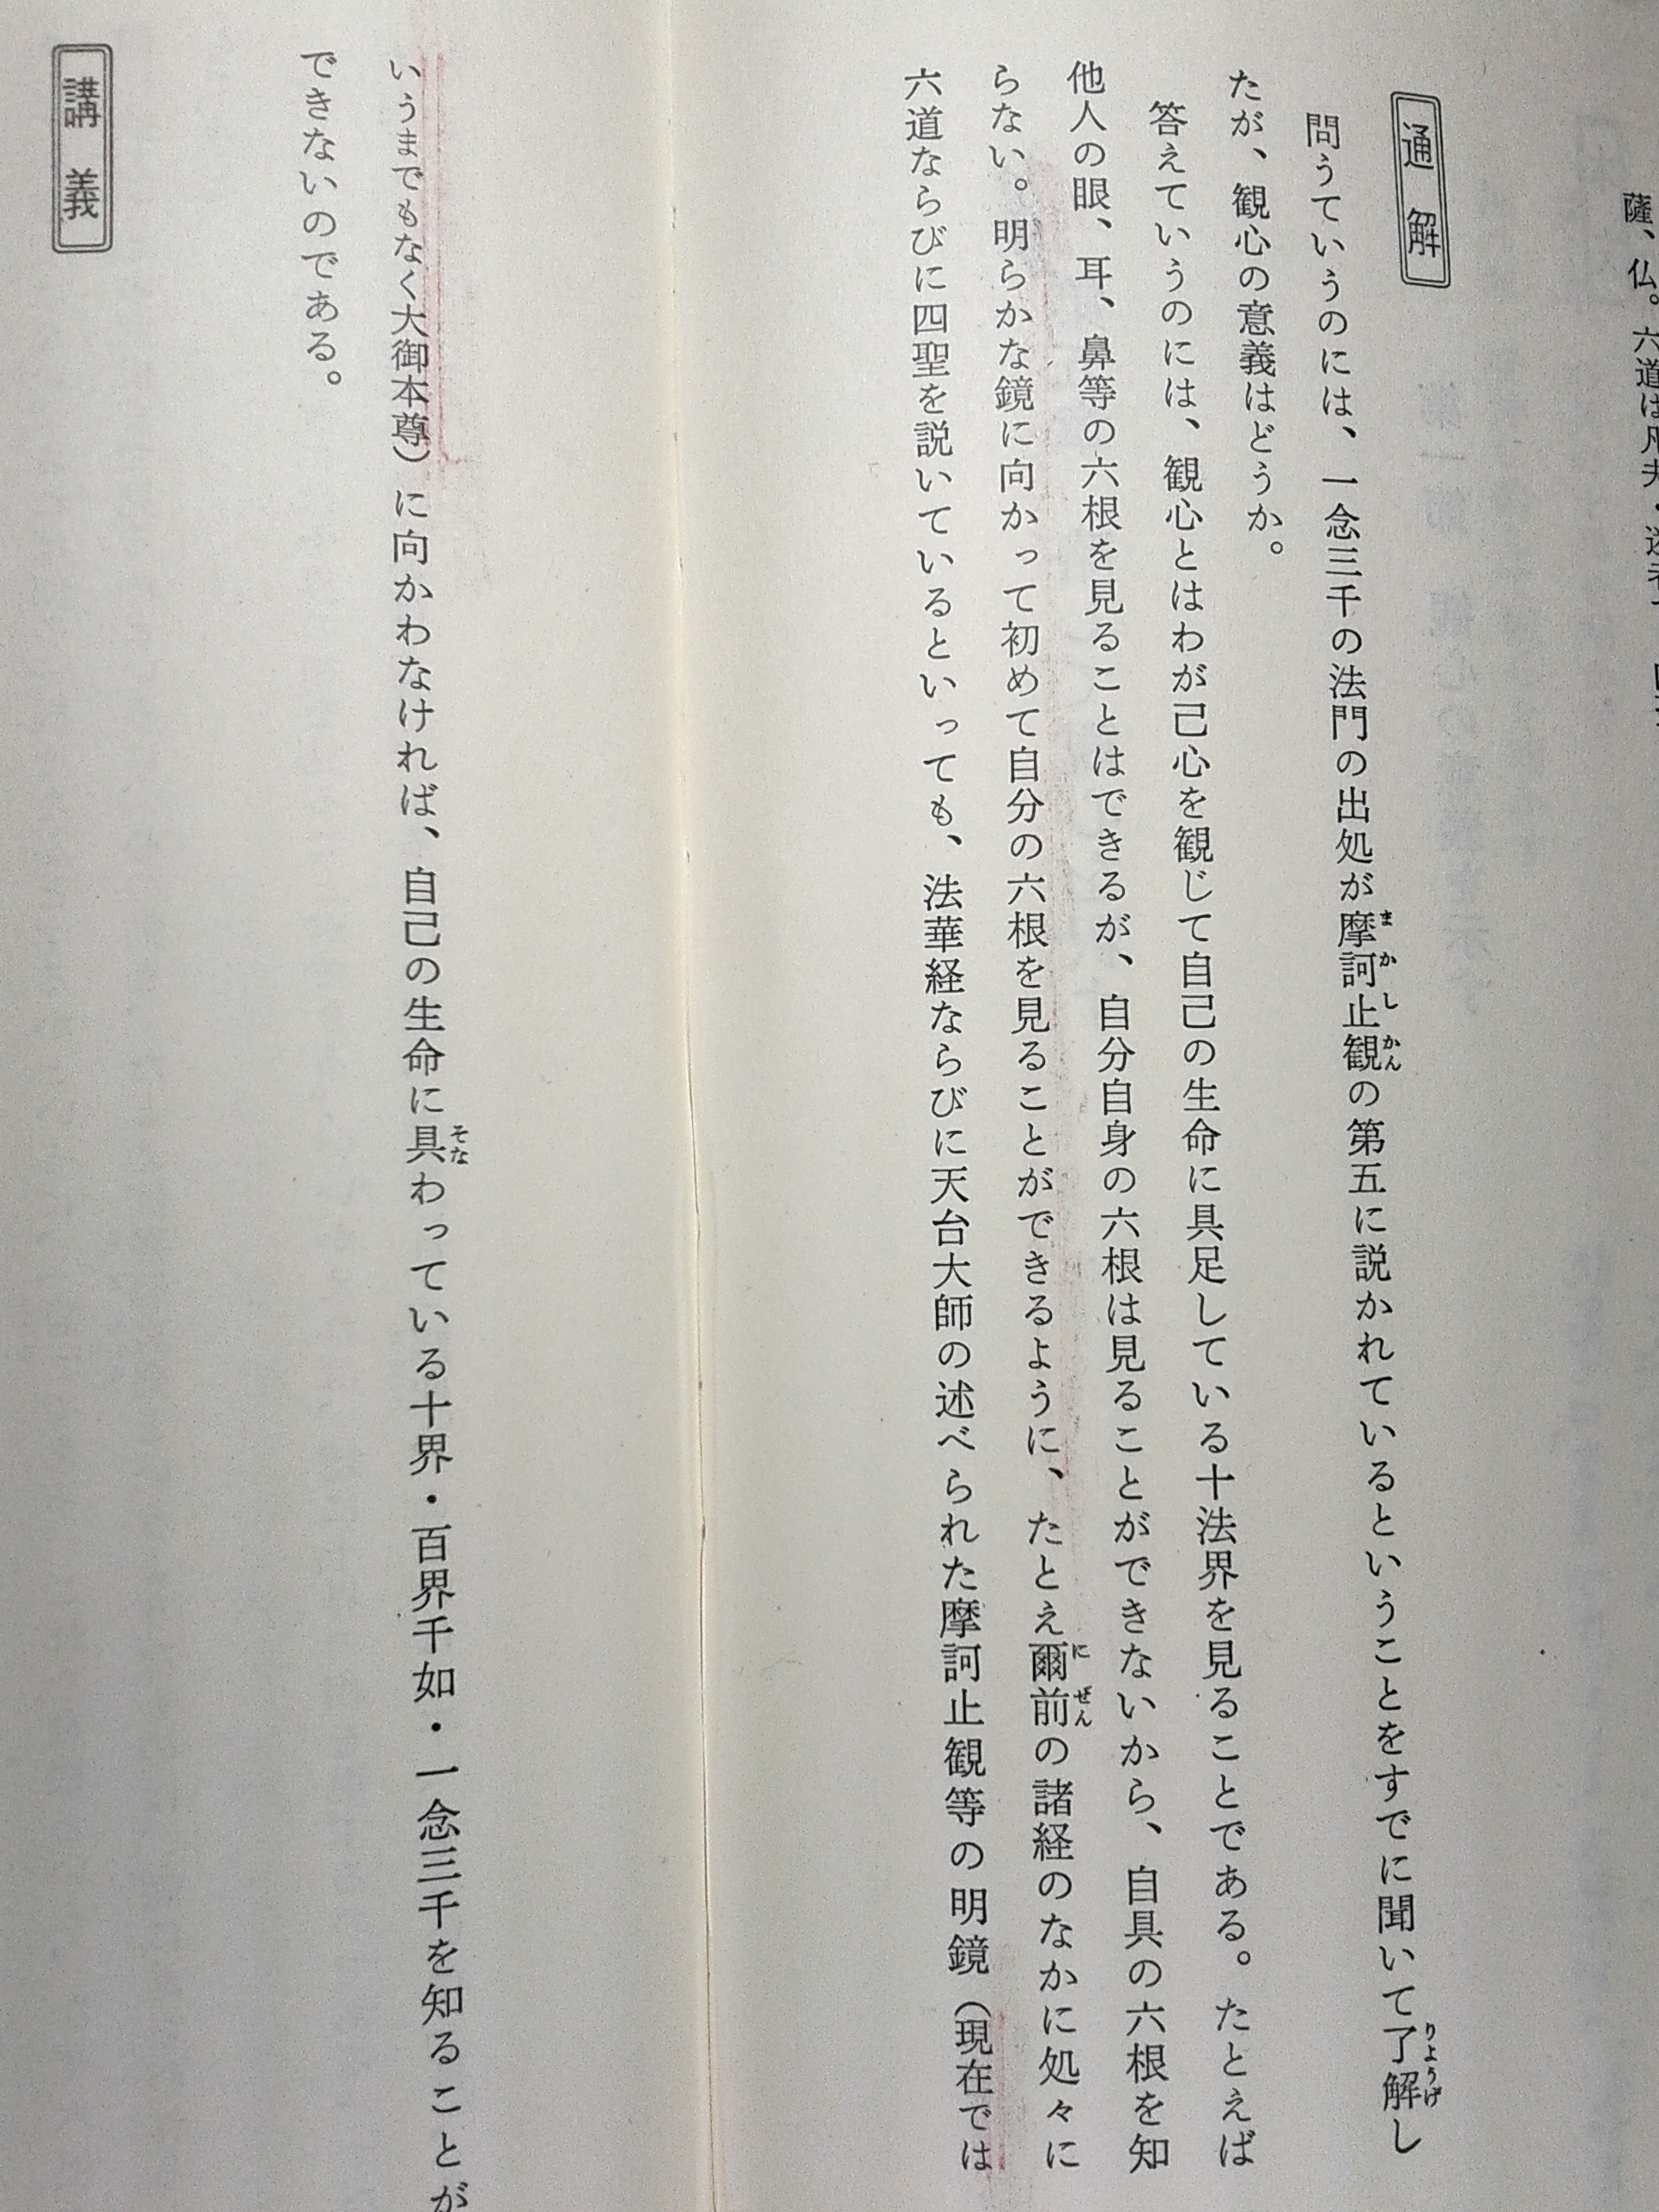 薩、仏。六道は凡夫・迷
通解
問うていうのには、一念三千の法門の出処が摩訶止観の第五に説かれているということをすでに聞いて了解し
たが、観心の意義はどうか。
答えていうのには、観心とはわが己心を観じて自己の生命に具足している十法界を見ることである。たとえば
他人の眼、耳、鼻等の六根を見ることはできるが、自分自身の六根は見ることができないから、自具の六根を知
らない。明らかな鏡に向かって初めて自分の六根を見ることができるように、たとえ爾前の諸経のなかに処々に
六道ならびに四聖を説いているといっても、法華経ならびに天台大師の述べられた摩訶止観等の明鏡（現在では
いうまでもなく大御本尊）に向かわなければ、自己の生命に具わっている十界・百界千如・一念三千を知ることが
できないのである。
講義